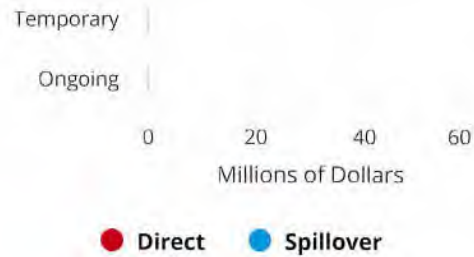 Temporary
Ongoing
0 20 40 60
Millions of Dollars
Direct Spillover